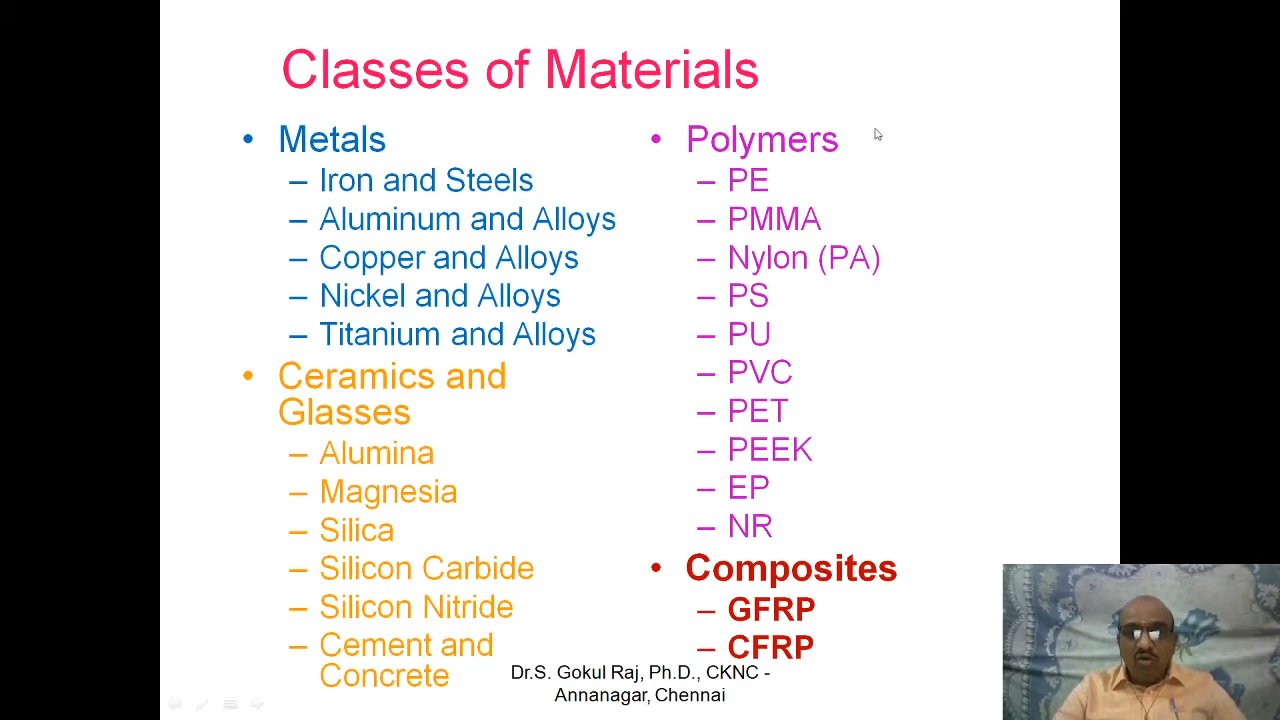 Classes of Materials
• Metals
– Iron and Steels
– Aluminum and Alloys
– Copper and Alloys
– Nickel and Alloys
– Titanium and Alloys
• Ceramics and
Glasses
– Alumina
– Magnesia
– Silica
– Silicon Carbide
– Silicon Nitride
– Cement and
Concrete
• Polymers
– PE
– PMMA
– Nylon (PA)
– PS
– PU
– PVC
– PET
– PEEK
– EP
– NR
• Composites
– GFRP
– CFRP
Dr.S. Gokul Raj, Ph.D., CKNC -
Annanagar, Chennai